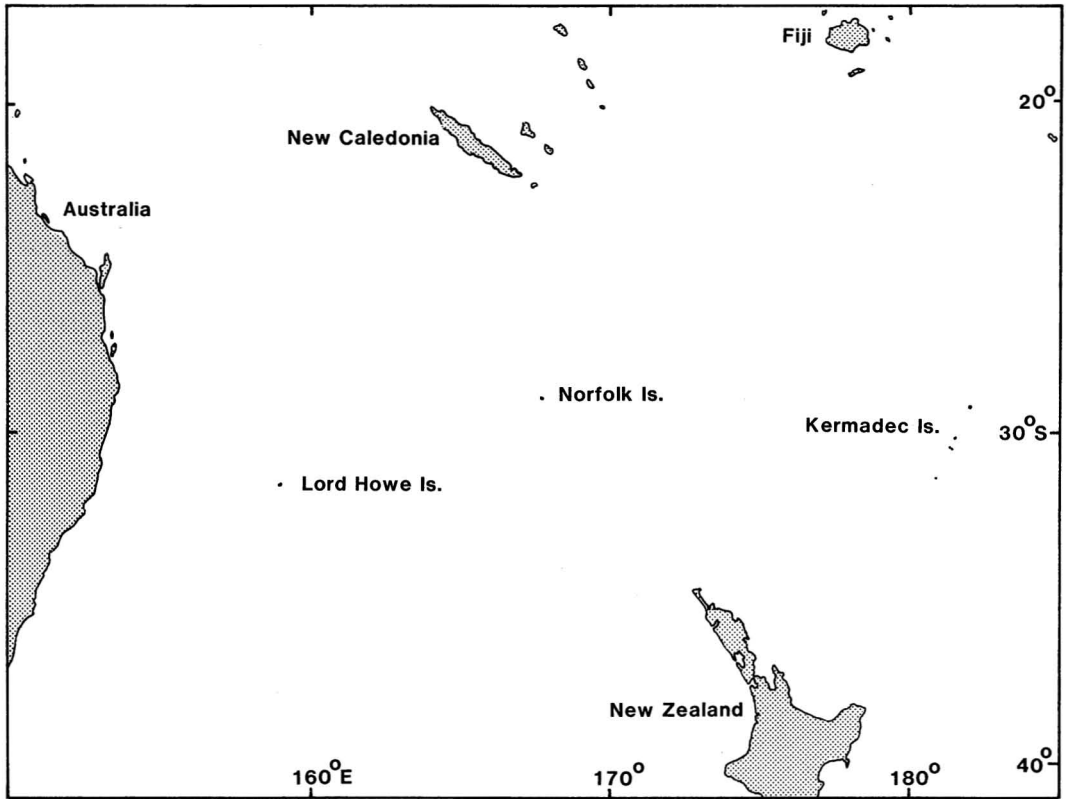 Fiji
20°
New Caledonia
Australia
Norfolk Is.
Kermadec Is.
30°S
Lord Howe Is.
New Zealand
160°E
170°
180°
40°